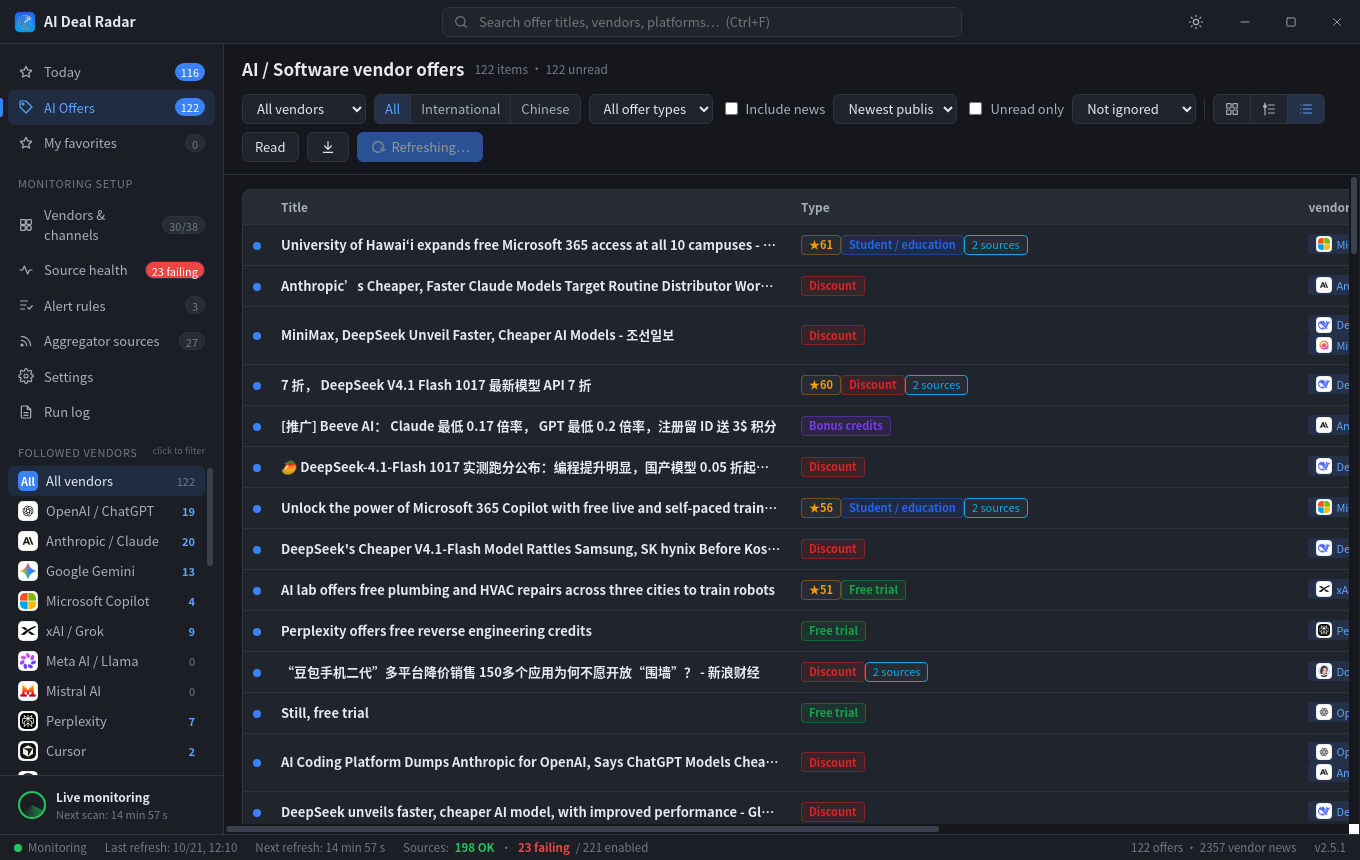 AI Deal Radar
Search offer titles, vendors, platforms… (Ctrl+F)
Today 116
AI Offers 122
My favorites 0
MONITORING SETUP
Vendors & channels 30/38
Source health 23 failing
Alert rules 3
Aggregator sources 27
Settings
Run log
FOLLOWED VENDORS click to filter
All All vendors 122
OpenAI / ChatGPT 19
Anthropic / Claude 20
Google Gemini 13
Microsoft Copilot 4
xAI / Grok 9
Meta AI / Llama 0
Mistral AI 0
Perplexity 7
Cursor 2
Live monitoring
Next scan: 14 min 57 s
AI / Software vendor offers 122 items · 122 unread
All vendors All International Chinese All offer types Include news Newest publis Unread only Not ignored
Read Refreshing…
Title Type vendor
University of Hawaiʻi expands free Microsoft 365 access at all 10 campuses - … ★61 Student / education 2 sources Mi
Anthropic’s Cheaper, Faster Claude Models Target Routine Distributor Wor… Discount An
MiniMax, DeepSeek Unveil Faster, Cheaper AI Models - 조선일보 Discount De Mi
7 折， DeepSeek V4.1 Flash 1017 最新模型 API 7 折 ★60 Discount 2 sources De
[推广] Beeve AI： Claude 最低 0.17 倍率， GPT 最低 0.2 倍率，注册留 ID 送 3$ 积分 Bonus credits An
🥭 DeepSeek-4.1-Flash 1017 实测跑分公布：编程提升明显，国产模型 0.05 折起… Discount De
Unlock the power of Microsoft 365 Copilot with free live and self-paced train… ★56 Student / education 2 sources Mi
DeepSeek's Cheaper V4.1-Flash Model Rattles Samsung, SK hynix Before Kos… Discount De
AI lab offers free plumbing and HVAC repairs across three cities to train robots ★51 Free trial xA
Perplexity offers free reverse engineering credits Free trial Pe
“豆包手机二代”多平台降价销售 150多个应用为何不愿开放“围墙”？ - 新浪财经 Discount 2 sources Do
Still, free trial Free trial Op
AI Coding Platform Dumps Anthropic for OpenAI, Says ChatGPT Models Chea… Discount Op An
DeepSeek unveils faster, cheaper AI model, with improved performance - Gl… Discount De
Monitoring Last refresh: 10/21, 12:10 Next refresh: 14 min 57 s Sources: 198 OK · 23 failing / 221 enabled 122 offers · 2357 vendor news v2.5.1